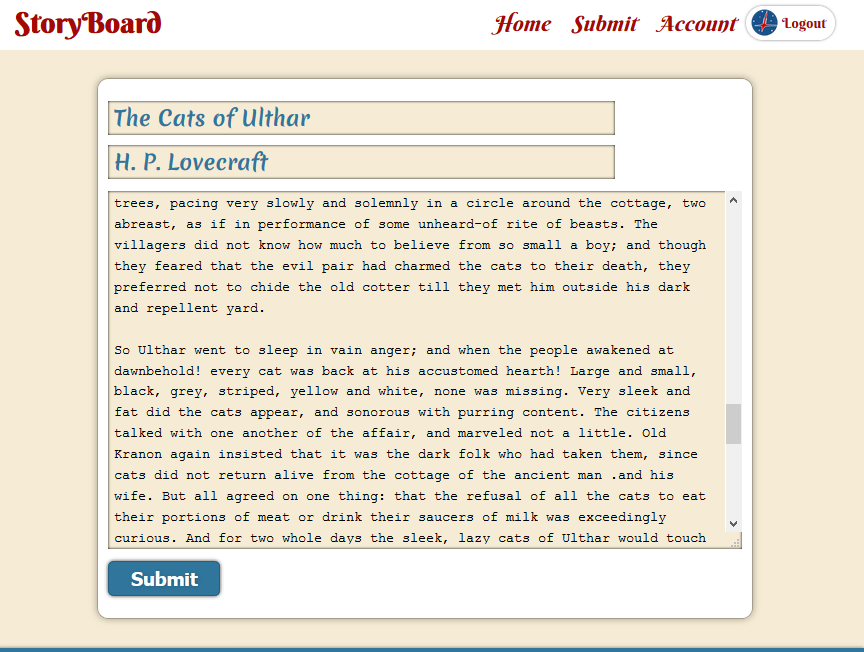 StoryBoard
Home Submit Account Logout
The Cats of Ulthar
H. P. Lovecraft
trees, pacing very slowly and solemnly in a circle around the cottage, two
abreast, as if in performance of some unheard-of rite of beasts. The
villagers did not know how much to believe from so small a boy; and though
they feared that the evil pair had charmed the cats to their death, they
preferred not to chide the old cotter till they met him outside his dark
and repellent yard.
So Ulthar went to sleep in vain anger; and when the people awakened at
dawnbehold! every cat was back at his accustomed hearth! Large and small,
black, grey, striped, yellow and white, none was missing. Very sleek and
fat did the cats appear, and sonorous with purring content. The citizens
talked with one another of the affair, and marveled not a little. Old
Kranon again insisted that it was the dark folk who had taken them, since
cats did not return alive from the cottage of the ancient man .and his
wife. But all agreed on one thing: that the refusal of all the cats to eat
their portions of meat or drink their saucers of milk was exceedingly
curious. And for two whole days the sleek, lazy cats of Ulthar would touch
Submit